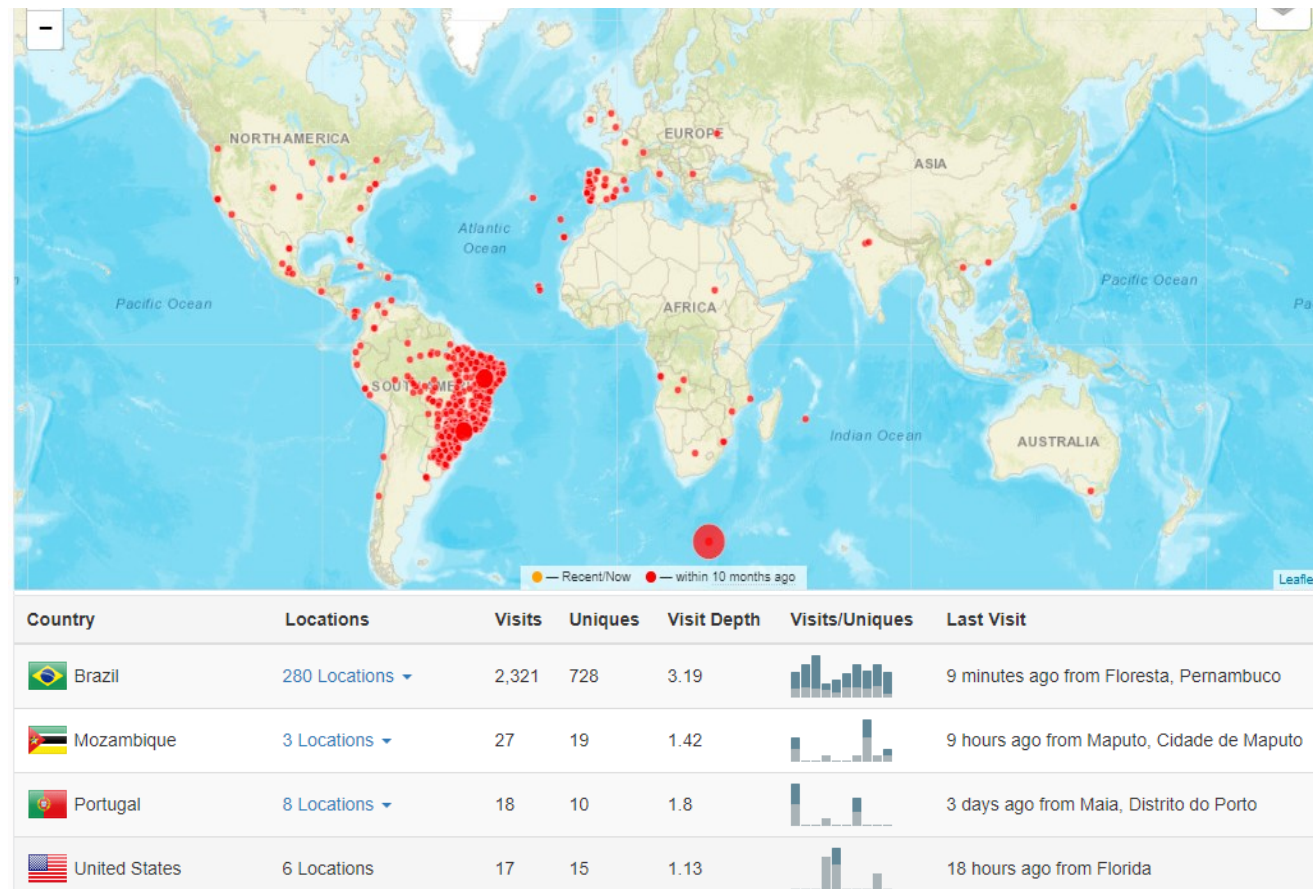 −
NORTH AMERICA
EUROPE
ASIA
Atlantic
Ocean
Pacific Ocean
Pacific Ocean
Pa
AFRICA
SOUTH AMERI
Indian Ocean
AUSTRALIA
— Recent/Now — within 10 months ago
Leafle
Country Locations Visits Uniques Visit Depth Visits/Uniques Last Visit
Brazil 280 Locations 2,321 728 3.19 9 minutes ago from Floresta, Pernambuco
Mozambique 3 Locations 27 19 1.42 9 hours ago from Maputo, Cidade de Maputo
Portugal 8 Locations 18 10 1.8 3 days ago from Maia, Distrito do Porto
United States 6 Locations 17 15 1.13 18 hours ago from Florida